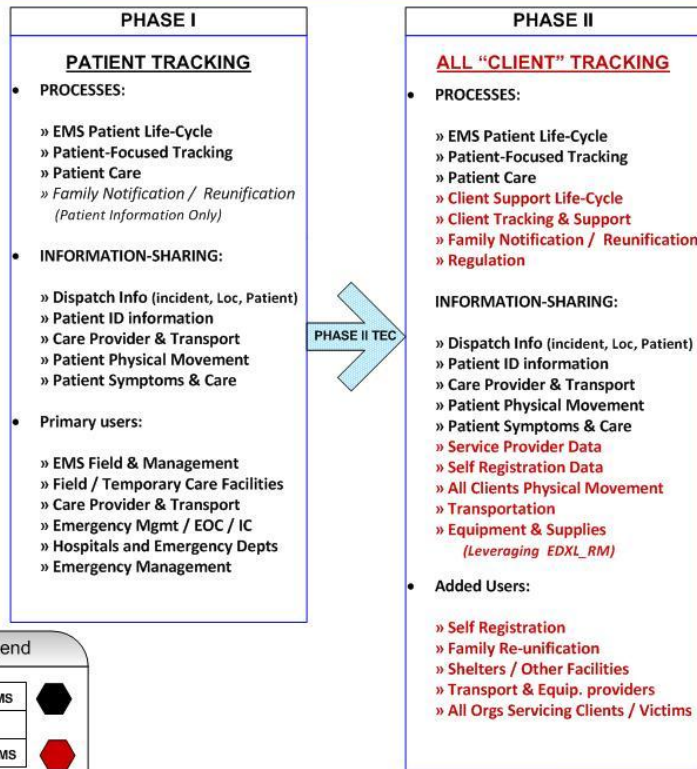 PHASE I
PATIENT TRACKING
• PROCESSES:
» EMS Patient Life-Cycle
» Patient-Focused Tracking
» Patient Care
» Family Notification / Reunification
(Patient Information Only)
• INFORMATION-SHARING:
» Dispatch Info (incident, Loc, Patient)
» Patient ID information
» Care Provider & Transport
» Patient Physical Movement
» Patient Symptoms & Care
• Primary users:
» EMS Field & Management
» Field / Temporary Care Facilities
» Care Provider & Transport
» Emergency Mgmt / EOC / IC
» Hospitals and Emergency Depts
» Emergency Management
PHASE II TEC
PHASE II
ALL “CLIENT” TRACKING
• PROCESSES:
» EMS Patient Life-Cycle
» Patient-Focused Tracking
» Patient Care
» Client Support Life-Cycle
» Client Tracking & Support
» Family Notification / Reunification
» Regulation
INFORMATION-SHARING:
» Dispatch Info (incident, Loc, Patient)
» Patient ID information
» Care Provider & Transport
» Patient Physical Movement
» Patient Symptoms & Care
» Service Provider Data
» Self Registration Data
» All Clients Physical Movement
» Transportation
» Equipment & Supplies
(Leveraging EDXL_RM)
• Added Users:
» Self Registration
» Family Re-unification
» Shelters / Other Facilities
» Transport & Equip. providers
» All Orgs Servicing Clients / Victims
end
MS
MS